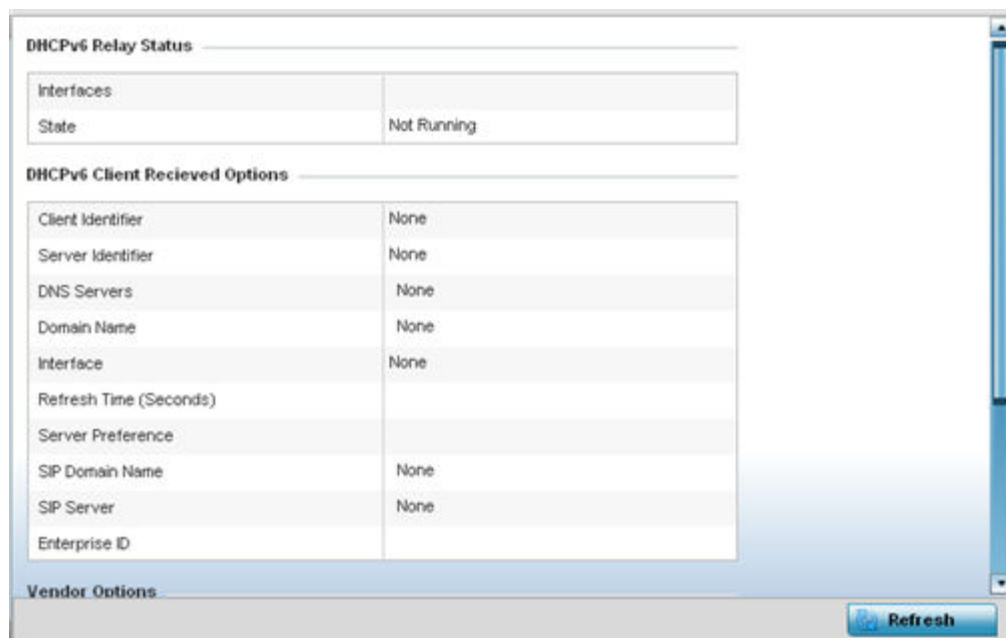 DHCPv6 Relay Status
Interfaces
State Not Running
DHCPv6 Client Recieved Options
Client Identifier None
Server Identifier None
DNS Servers None
Domain Name None
Interface None
Refresh Time (Seconds)
Server Preference
SIP Domain Name None
SIP Server None
Enterprise ID
Vendor Options
Refresh